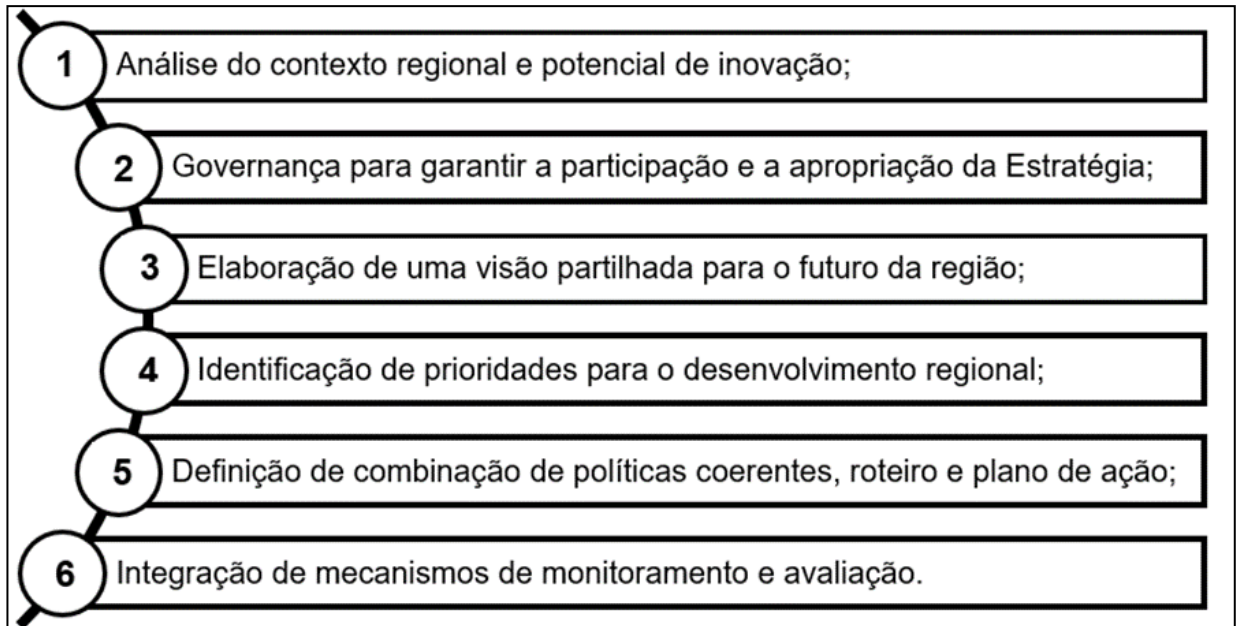 1 Análise do contexto regional e potencial de inovação;
2 Governança para garantir a participação e a apropriação da Estratégia;
3 Elaboração de uma visão partilhada para o futuro da região;
4 Identificação de prioridades para o desenvolvimento regional;
5 Definição de combinação de políticas coerentes, roteiro e plano de ação;
6 Integração de mecanismos de monitoramento e avaliação.